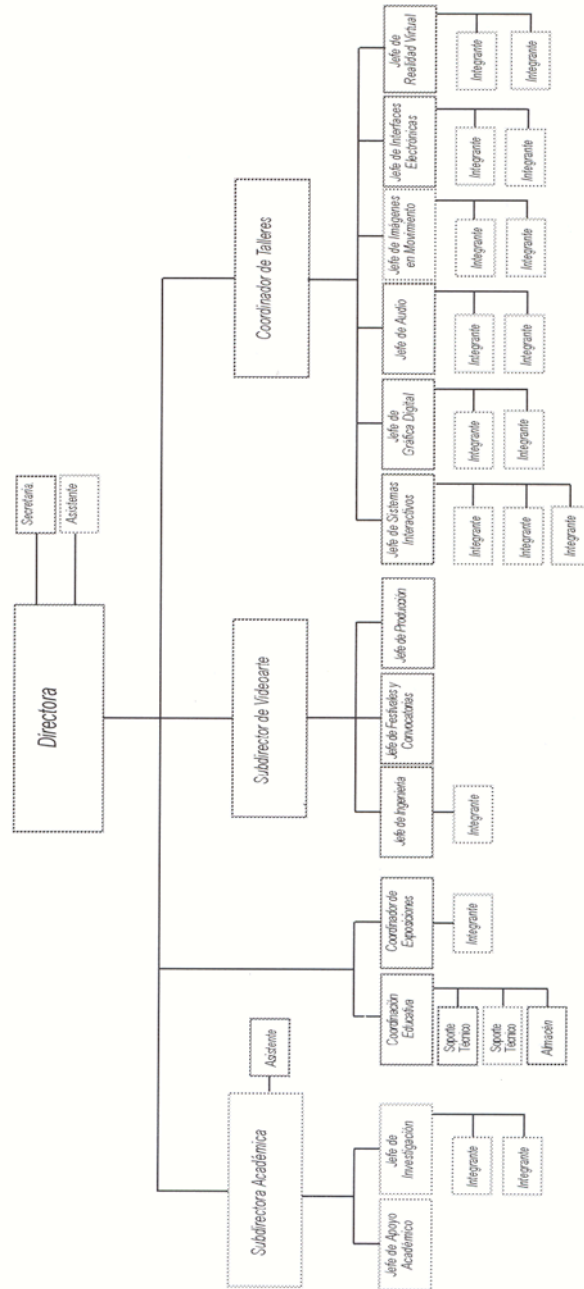 Directora
Secretaria
Asistente
Subdirectora Académica
Asistente
Subdirector de Videoarte
Coordinador de Talleres
Jefe de Apoyo
Académico
Jefe de
Investigación
Integrante
Integrante
Coordinación
Educativa
Soporte
Técnico
Soporte
Técnico
Almacén
Coordinador de
Exposiciones
Integrante
Jefe de Ingeniería
Integrante
Jefe de Festivales y
Convocatorias
Jefe de Producción
Jefe de Sistemas
Interactivos
Integrante
Integrante
Integrante
Jefe de
Gráfica Digital
Integrante
Integrante
Jefe de Audio
Integrante
Integrante
Jefe de Imágenes
en Movimiento
Integrante
Integrante
Jefe de Interfaces
Electrónicas
Integrante
Integrante
Jefe de
Realidad Virtual
Integrante
Integrante